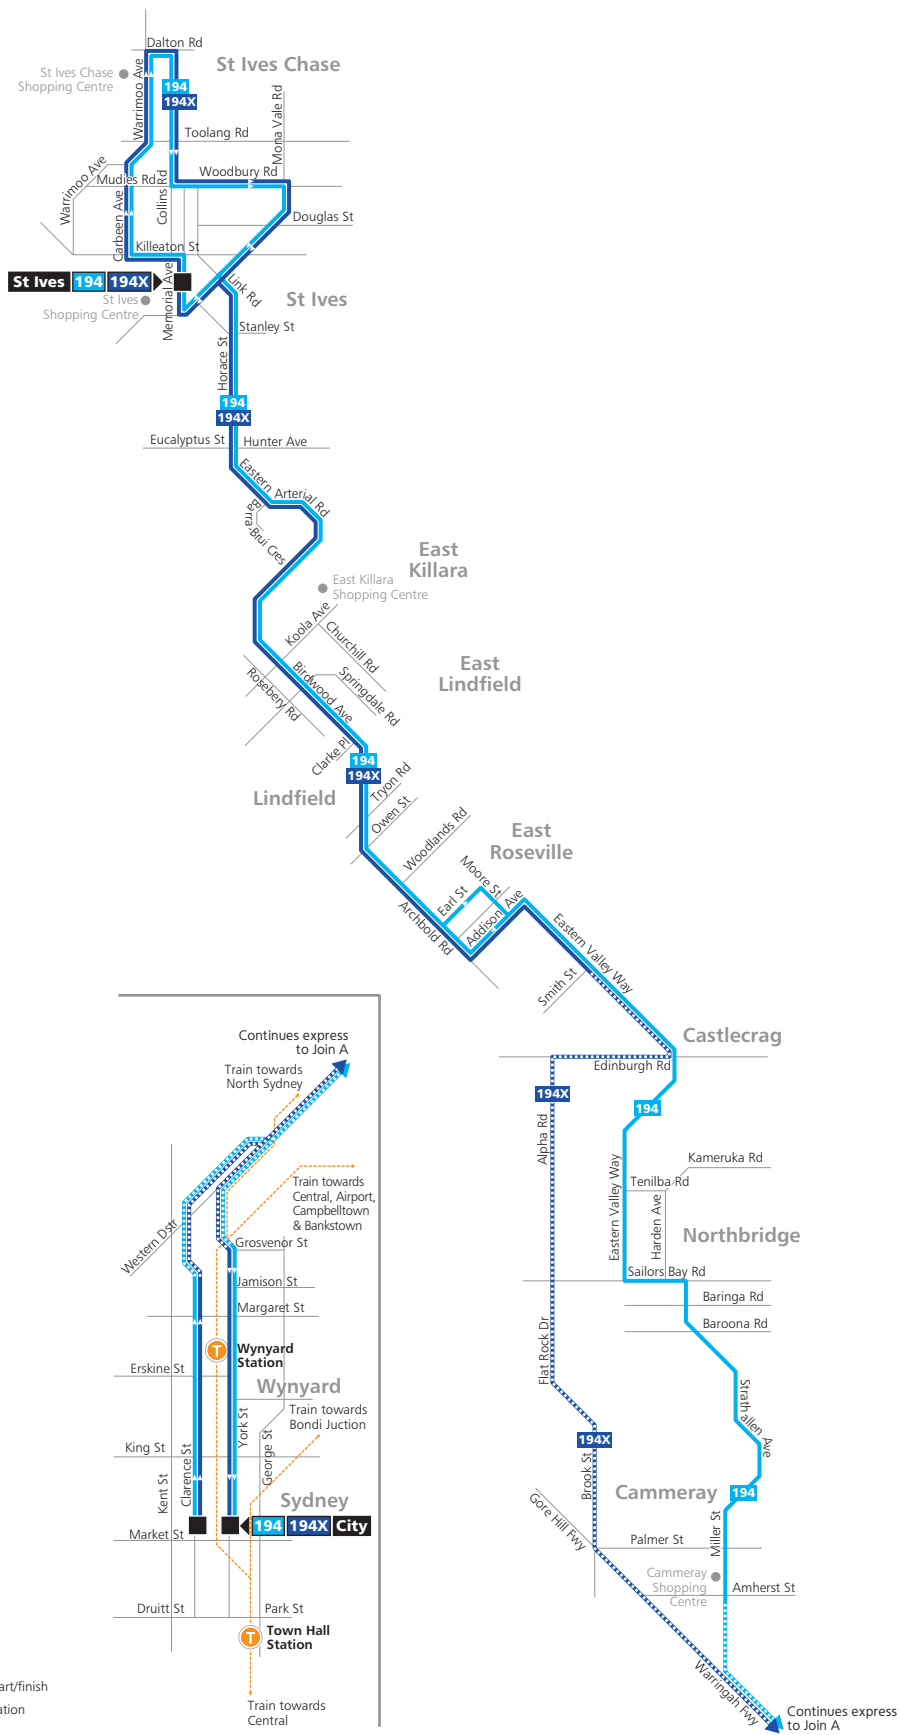 Dalton Rd
St Ives Chase
St Ives Chase
Shopping Centre
Warrimoo Ave
194
194X
Mona Vale Rd
Toolang Rd
Warrimoo Ave
Mudies Rd
Woodbury Rd
Collins Rd
Carbeen Ave
Douglas St
Killeaton St
St Ives 194 194X
Memorial Ave
Link Rd
St Ives
St Ives
Shopping Centre
Stanley St
Horace St
194
194X
Eucalyptus St
Hunter Ave
Eastern Arterial Rd
Barra-Brui Cres
East
Killara
East Killara
Shopping Centre
Koola Ave
Churchill Rd
East
Lindfield
Birdwood Ave
Springdale Rd
Rosebery Rd
Clarke Pl
194
194X
Tryon Rd
Lindfield
Owen St
Woodlands Rd
East
Roseville
Moore St
Earl St
Addison Ave
Archbold Rd
Eastern Valley Way
Smith St
Castlecrag
Edinburgh Rd
194X
194
Alpha Rd
Kameruka Rd
Tenilba Rd
Eastern Valley Way
Harden Ave
Northbridge
Sailors Bay Rd
Baringa Rd
Baroona Rd
Flat Rock Dr
Strathallen Ave
194X
Brook St
Cammeray
194
Gore Hill Fwy
Miller St
Palmer St
Cammeray
Shopping
Centre
Amherst St
Warringah Fwy
Continues express
to Join A
Continues express
to Join A
Train towards
North Sydney
Train towards
Central, Airport,
Campbelltown
& Bankstown
Western Dstr
Grosvenor St
Jamison St
Margaret St
T
Wynyard
Station
Erskine St
Wynyard
Train towards
Bondi Juction
York St
George St
King St
Clarence St
Kent St
Sydney
194 194X City
Market St
Druitt St
Park St
T
Town Hall
Station
Train towards
Central
art/finish
ation